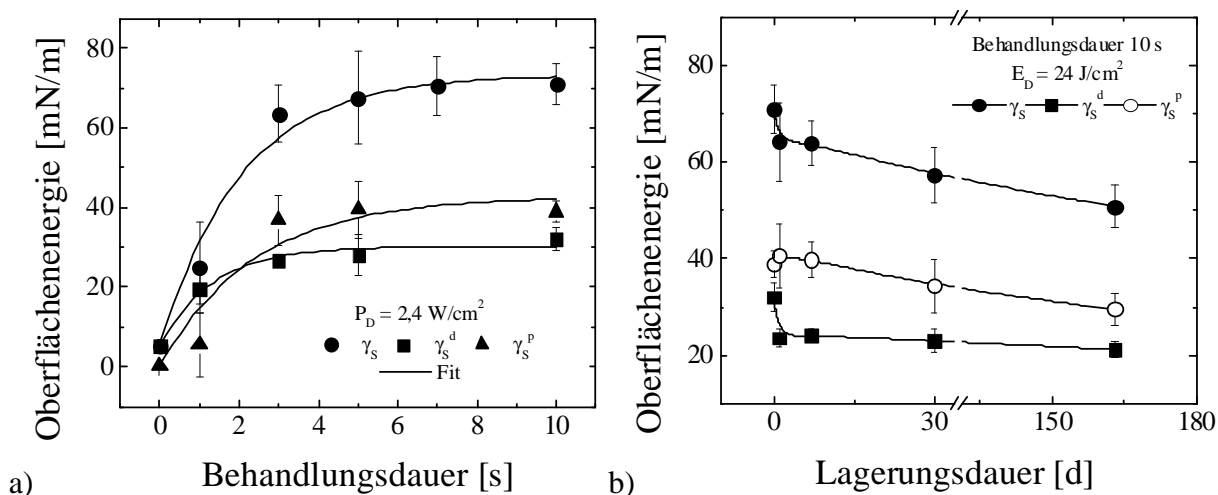 Oberflächenenergie [mN/m]
80
60
40
20
0
P_D = 2,4 W/cm²
γ_S γ_S^d γ_S^p
Fit
0 2 4 6 8 10
Behandlungsdauer [s]
a)
Oberflächenenergie [mN/m]
80
60
40
20
Behandlungsdauer 10 s
E_D = 24 J/cm²
γ_S γ_S^d γ_S^p
0 30 150 180
Lagerungsdauer [d]
b)